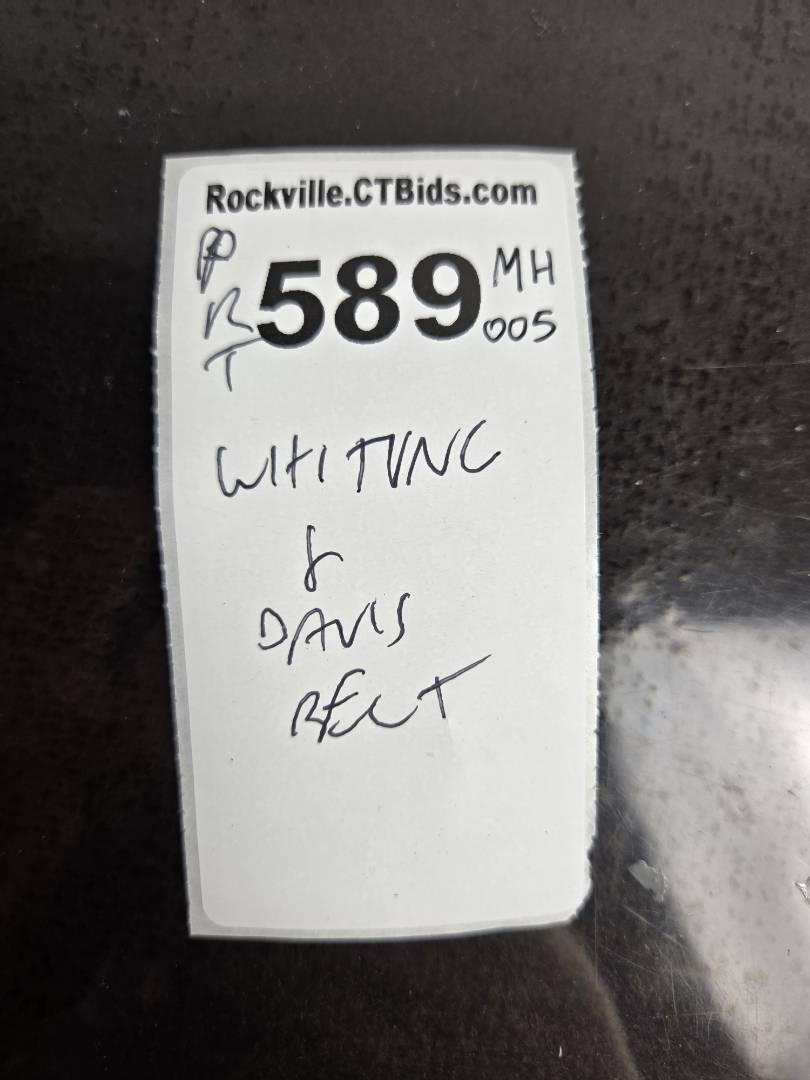 Rockville.CTBids.com
P
R
T
589
MH
005
WHITING
&
DAVIS
BELT